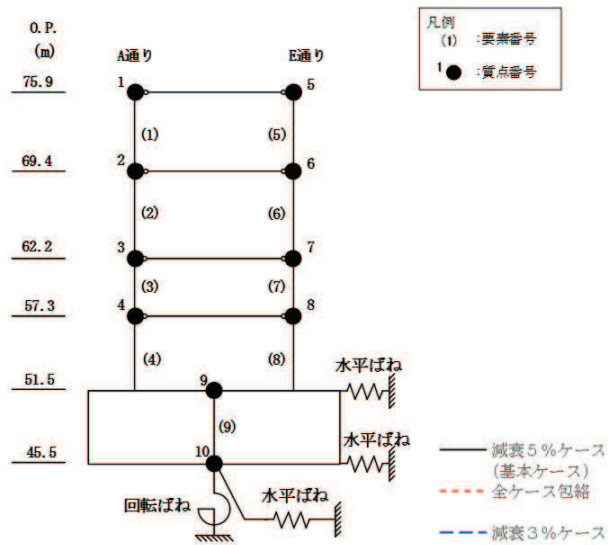 O.P.
(m)
A通り
E通り
凡例
(1) :要素番号
1 :質点番号
75.9
1
5
(1)
(5)
69.4
2
6
(2)
(6)
62.2
3
7
(3)
(7)
57.3
4
8
(4)
(8)
水平ばね
51.5
9
(9)
水平ばね
45.5
10
回転ばね
水平ばね
減衰5%ケース
(基本ケース)
全ケース包絡
減衰3%ケース